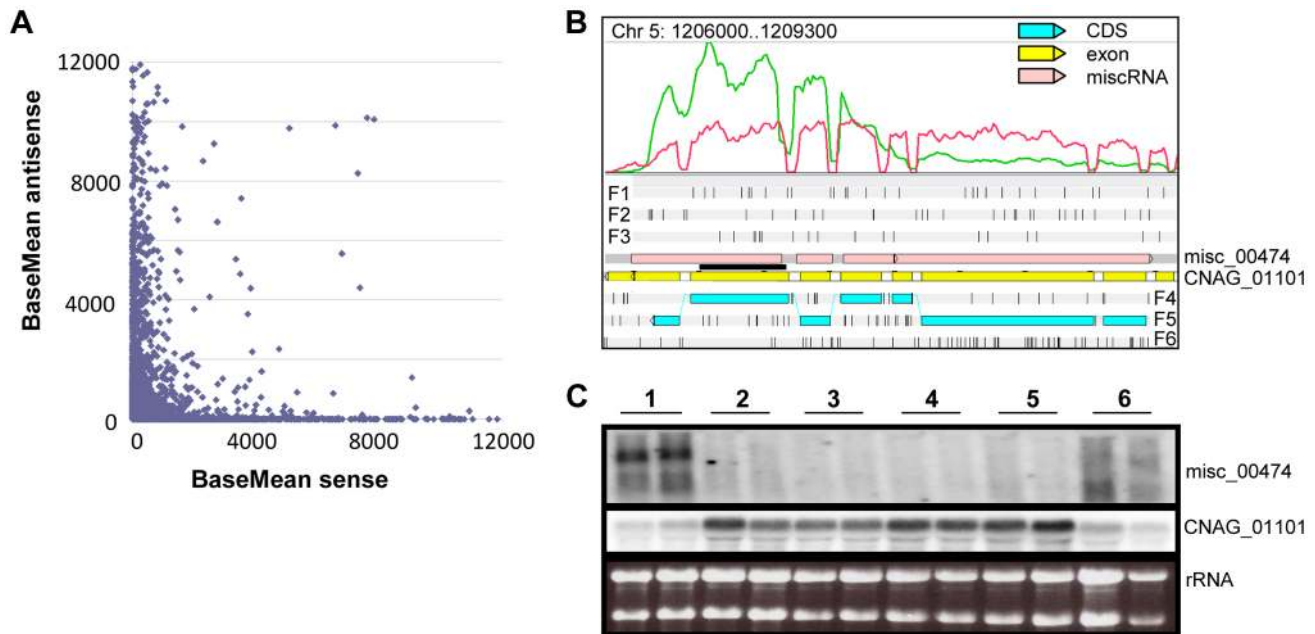 A
BaseMean antisense
12000
8000
4000
0
0 4000 8000 12000
BaseMean sense
B
Chr 5: 1206000..1209300
CDS
exon
miscRNA
F1
F2
F3
misc_00474
CNAG_01101
F4
F5
F6
C
1 2 3 4 5 6
misc_00474
CNAG_01101
rRNA